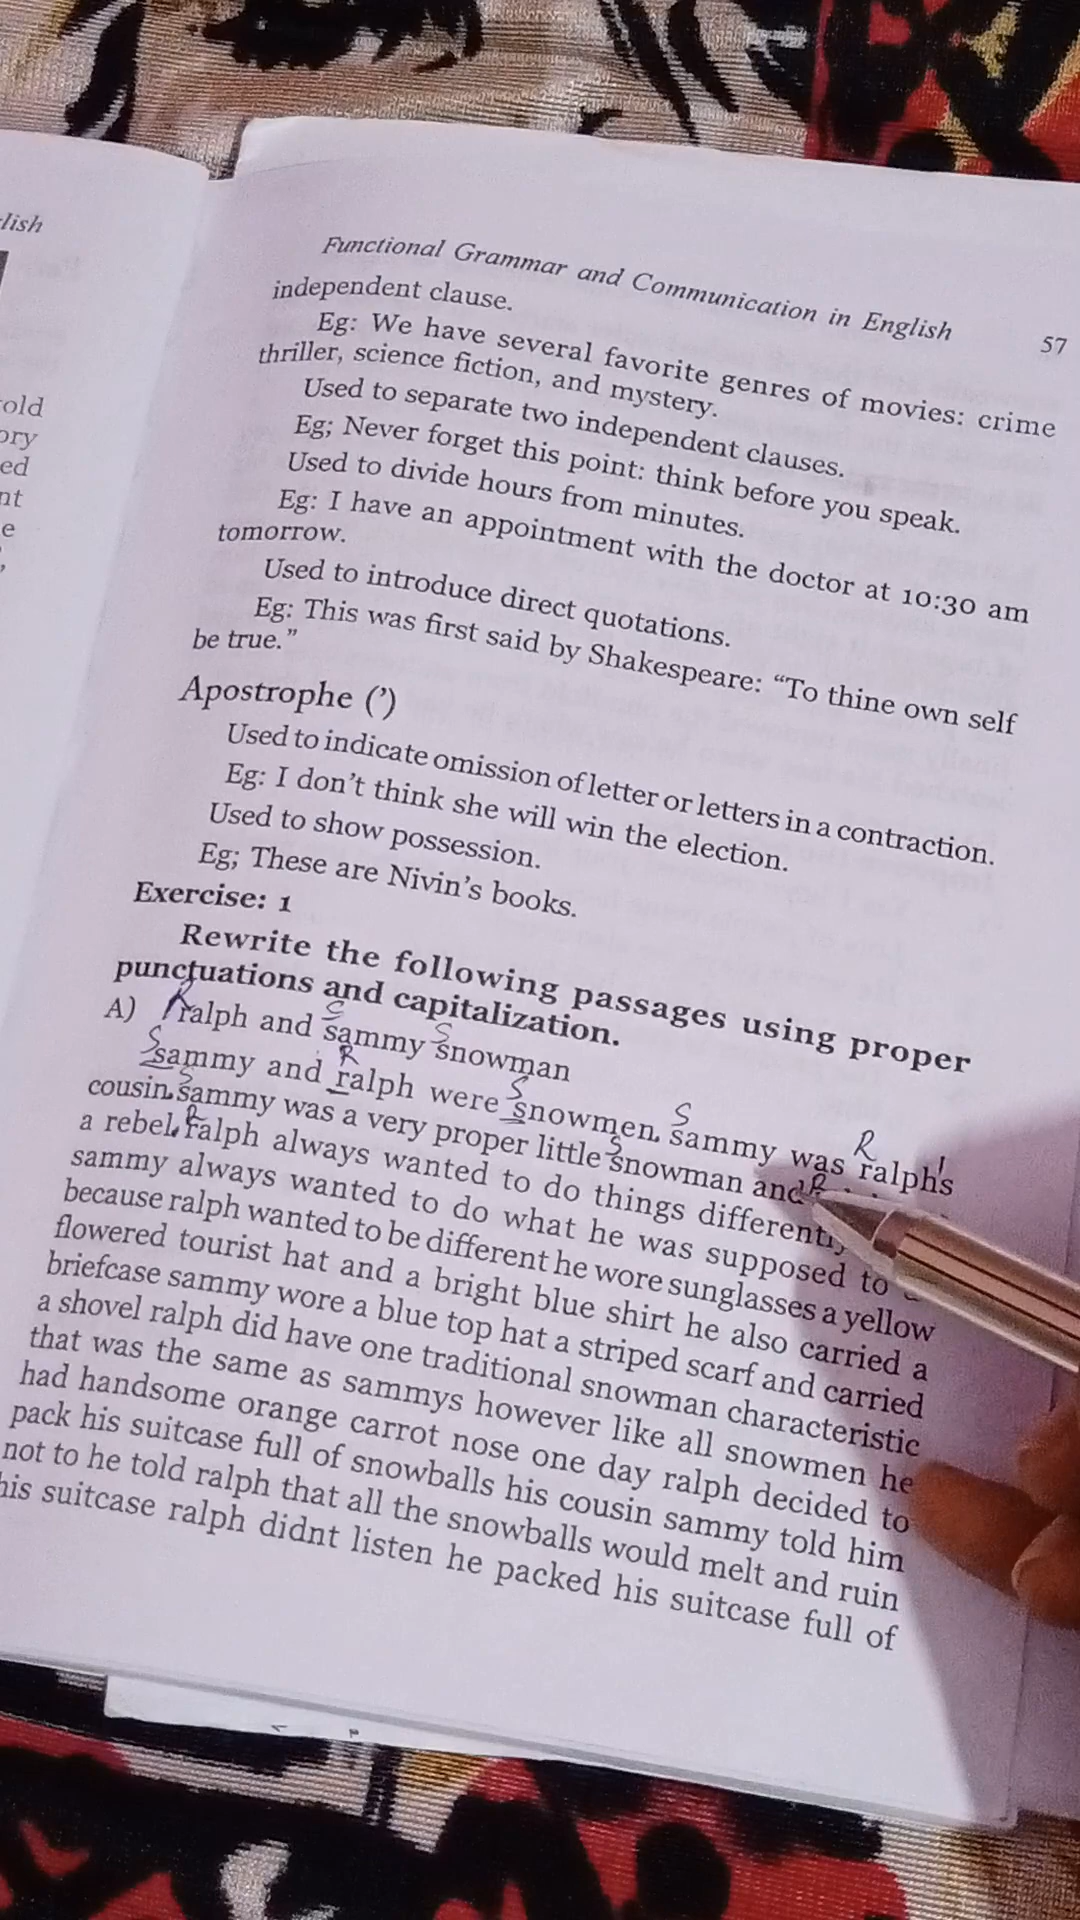 lish
old
ory
ed
nt
e
Functional Grammar and Communication in English 57
independent clause.
Eg: We have several favorite genres of movies: crime
thriller, science fiction, and mystery.
Used to separate two independent clauses.
Eg; Never forget this point: think before you speak.
Used to divide hours from minutes.
Eg: I have an appointment with the doctor at 10:30 am
tomorrow.
Used to introduce direct quotations.
Eg: This was first said by Shakespeare: “To thine own self
be true.”
Apostrophe (’)
Used to indicate omission of letter or letters in a contraction.
Eg: I don’t think she will win the election.
Used to show possession.
Eg; These are Nivin’s books.
Exercise: 1
Rewrite the following passages using proper
punctuations and capitalization.
R S S
A) ralph and sammy snowman
S R S S R '
sammy and ralph were snowmen. sammy was ralphs
S S R
cousin. sammy was a very proper little snowman and
R
a rebel. ralph always wanted to do things differently
sammy always wanted to do what he was supposed to
because ralph wanted to be different he wore sunglasses a yellow
flowered tourist hat and a bright blue shirt he also carried a
briefcase sammy wore a blue top hat a striped scarf and carried
a shovel ralph did have one traditional snowman characteristic
that was the same as sammys however like all snowmen he
had handsome orange carrot nose one day ralph decided to
pack his suitcase full of snowballs his cousin sammy told him
not to he told ralph that all the snowballs would melt and ruin
his suitcase ralph didnt listen he packed his suitcase full of